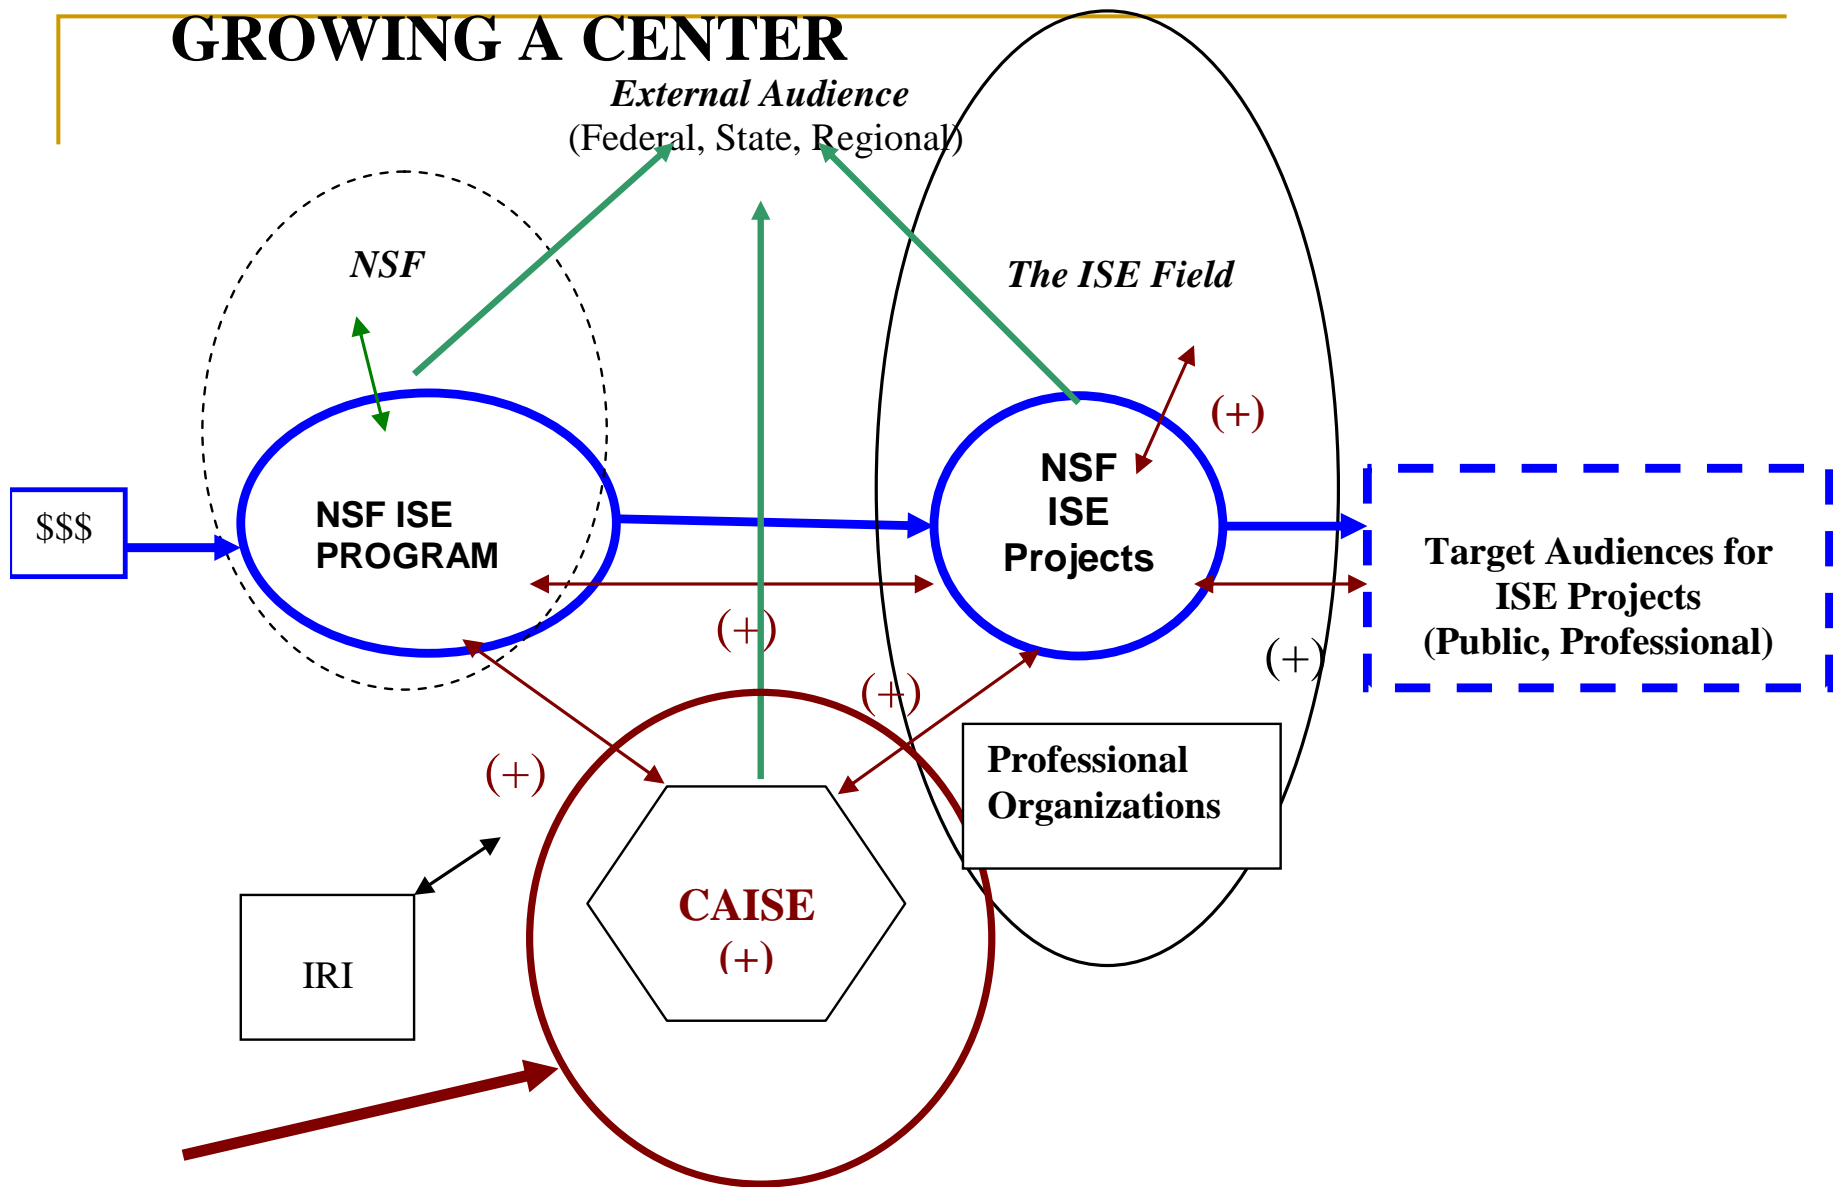 GROWING A CENTER
External Audience
(Federal, State, Regional)
NSF
The ISE Field
(+)
$$$
NSF ISE
PROGRAM
NSF
ISE
Projects
Target Audiences for
ISE Projects
(Public, Professional)
(+)
(+)
(+)
(+)
Professional
Organizations
CAISE
(+)
IRI